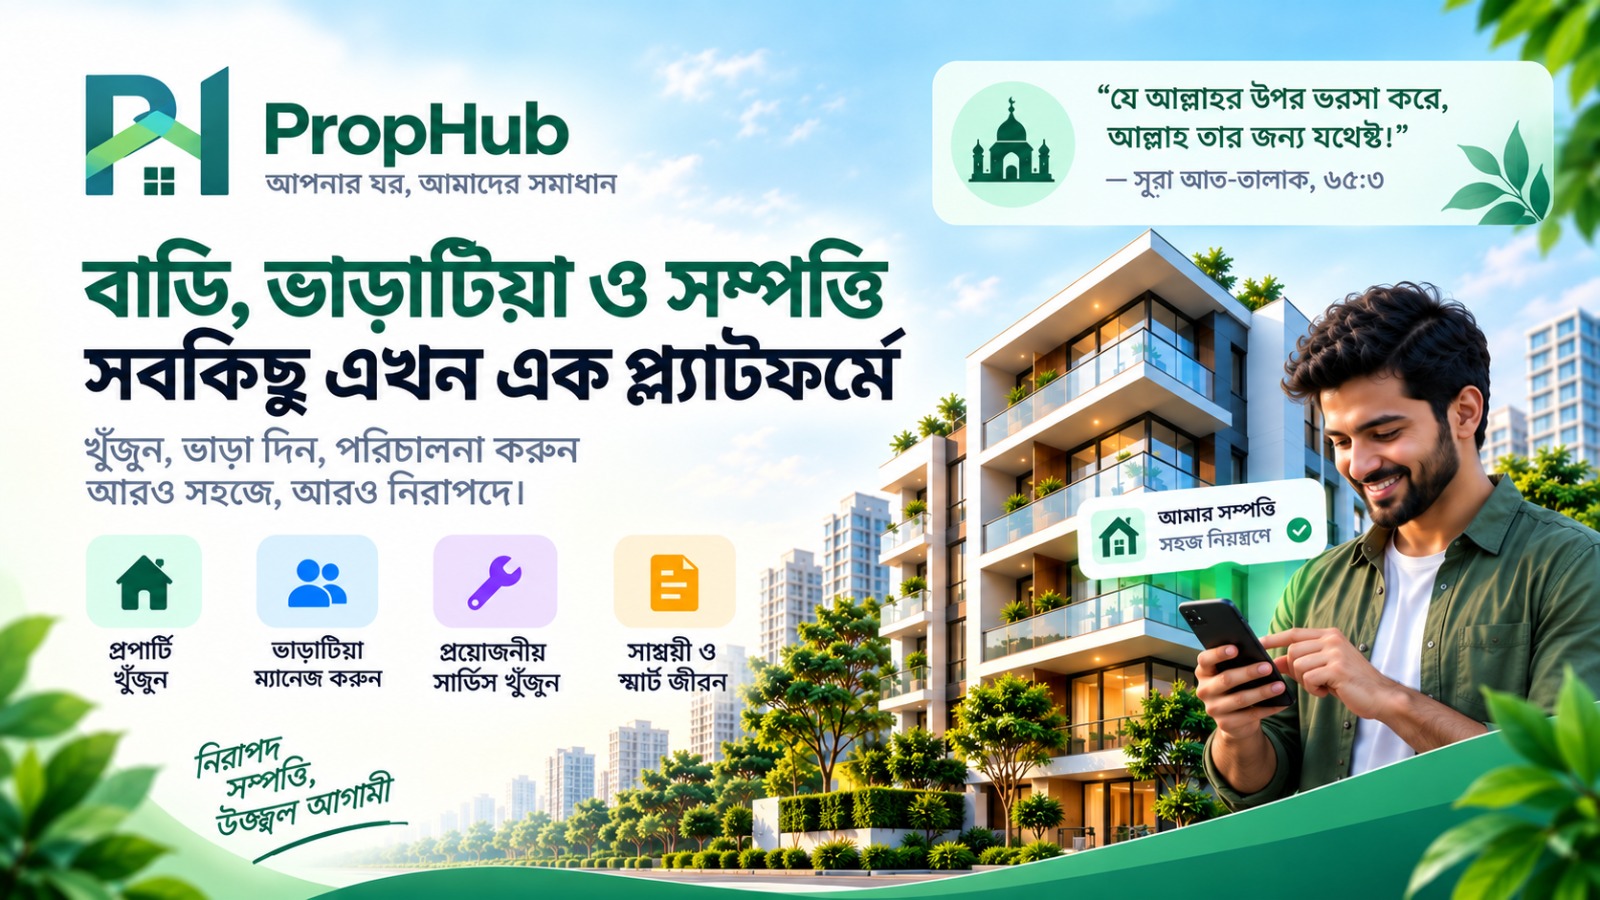 PropHub
আপনার ঘর, আমাদের সমাধান
“যে আল্লাহর উপর ভরসা করে,
আল্লাহ তার জন্য যথেষ্ট!”
— সুরা আত-তালাক, ৬৫:৩
বাডি, ভাড়াটিয়া ও সম্পত্তি
সবকিছু এখন এক প্ল্যাটফর্মে
খুঁজুন, ভাড়া দিন, পরিচালনা করুন
আরও সহজে, আরও নিরাপদে।
আমার সম্পত্তি
সহজ নিয়ন্ত্রণে
প্রপার্টি
খুঁজুন
ভাড়াটিয়া
ম্যানেজ করুন
প্রয়োজনীয়
সার্ভিস খুঁজুন
সাশ্রয়ী ও
স্মার্ট জীরন
নিরাপদ
সম্পত্তি,
উজ্জ্বল আগামী